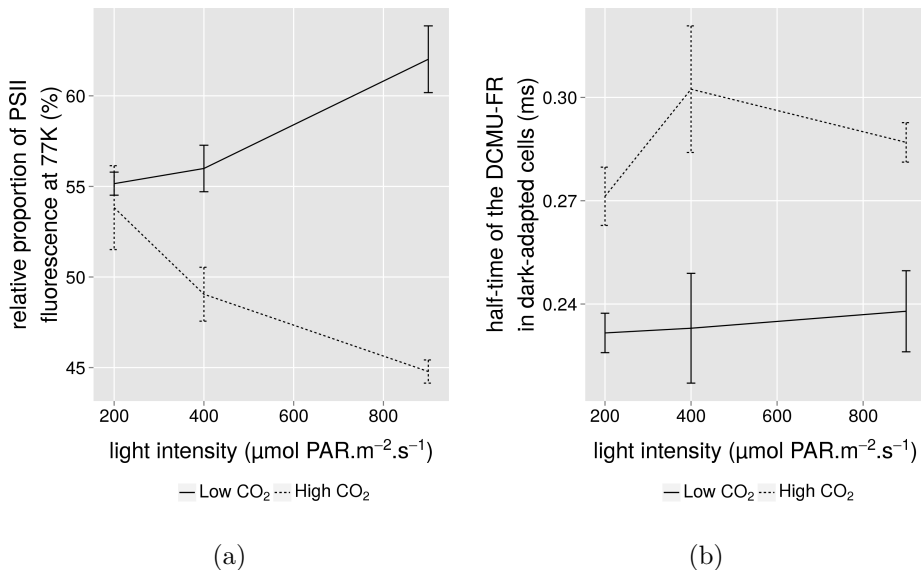 relative proportion of PSII
fluorescence at 77K (%)
60
55
50
45
200 400 600 800
light intensity (μmol PAR.m⁻².s⁻¹)
Low CO₂ High CO₂
(a)
half-time of the DCMU-FR
in dark-adapted cells (ms)
0.30
0.27
0.24
200 400 600 800
light intensity (μmol PAR.m⁻².s⁻¹)
Low CO₂ High CO₂
(b)